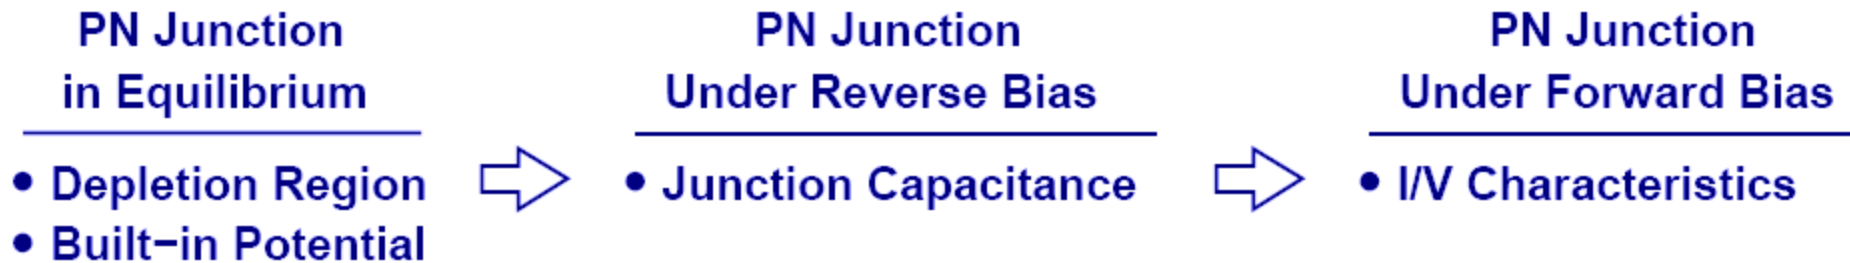 PN Junction
in Equilibrium
• Depletion Region
• Built−in Potential
PN Junction
Under Reverse Bias
• Junction Capacitance
PN Junction
Under Forward Bias
• I/V Characteristics